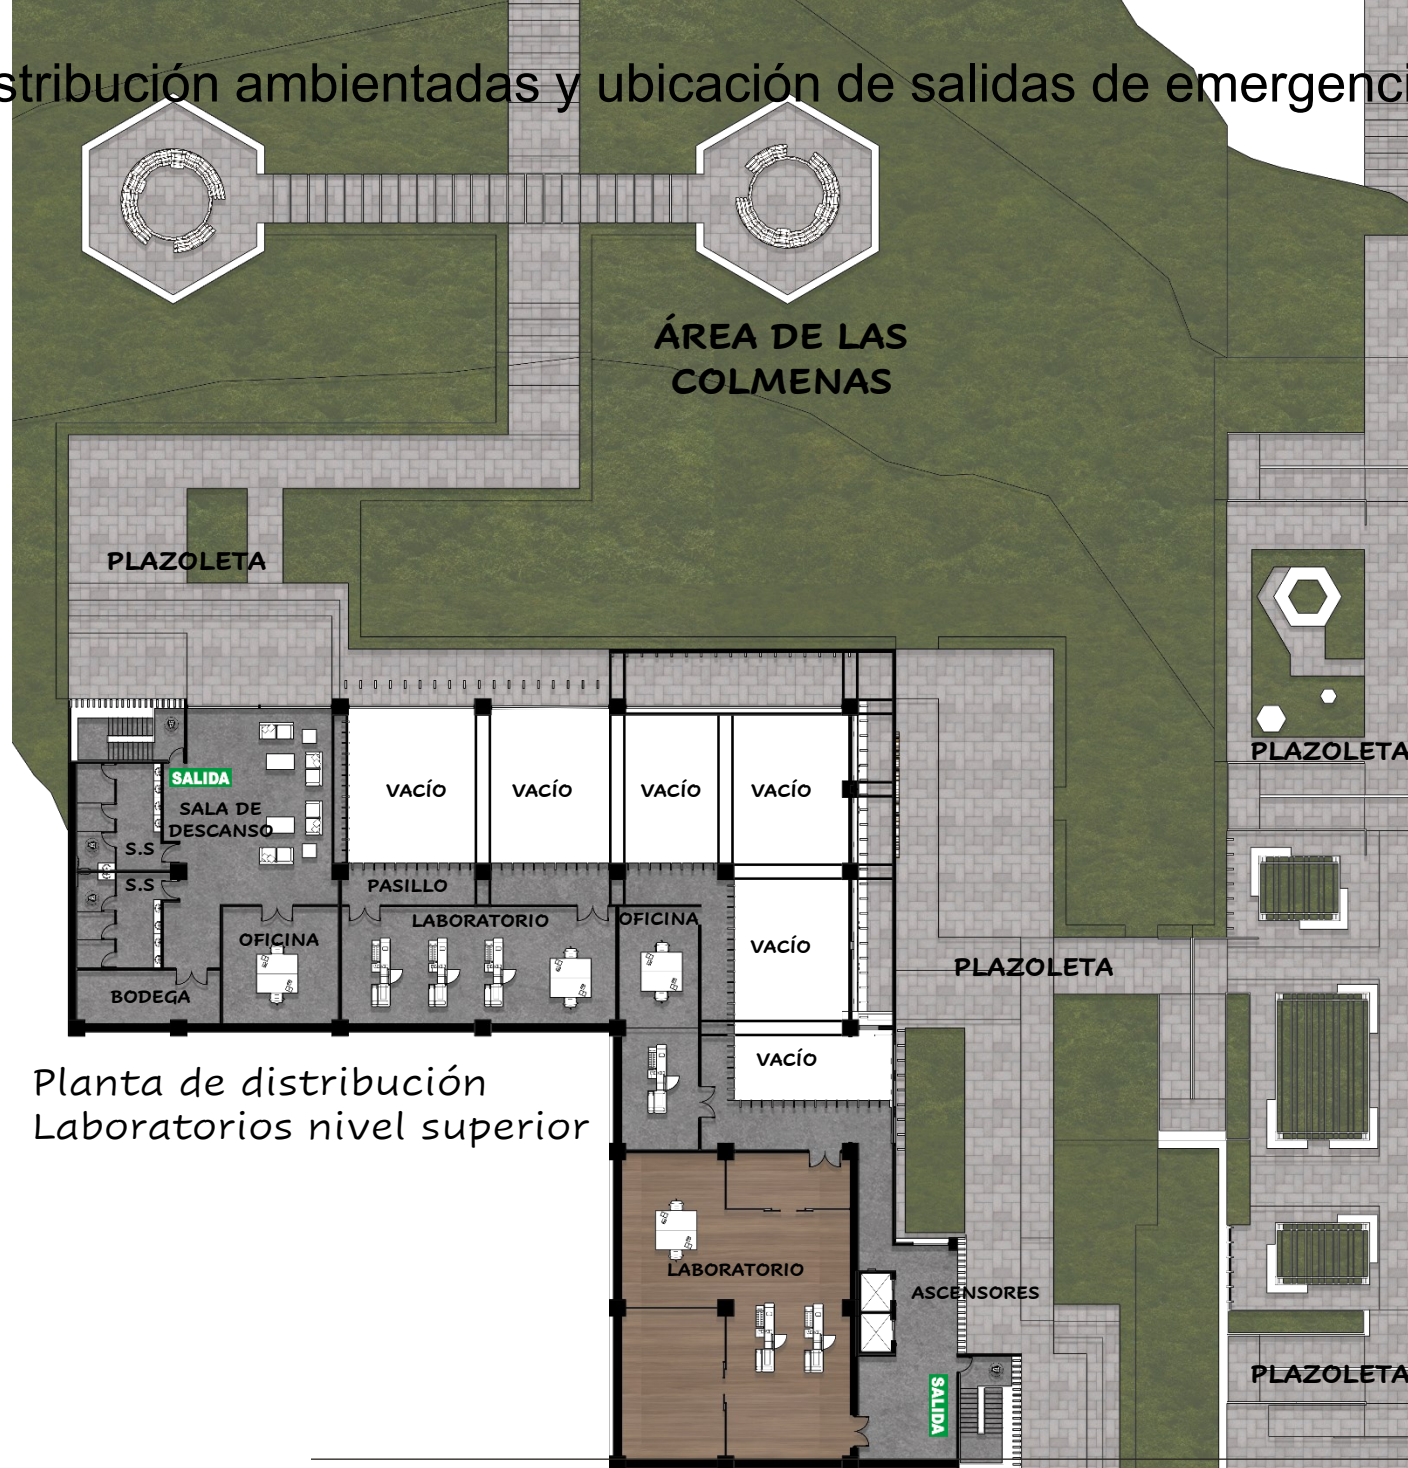 stribución ambientadas y ubicación de salidas de emergenci
ÁREA DE LAS
COLMENAS
PLAZOLETA
PLAZOLETA
SALIDA
SALA DE
DESCANSO
VACÍO
VACÍO
VACÍO
VACÍO
S.S
S.S
PASILLO
LABORATORIO
OFICINA
OFICINA
VACÍO
PLAZOLETA
BODEGA
VACÍO
Planta de distribución
Laboratorios nivel superior
LABORATORIO
ASCENSORES
SALIDA
PLAZOLETA